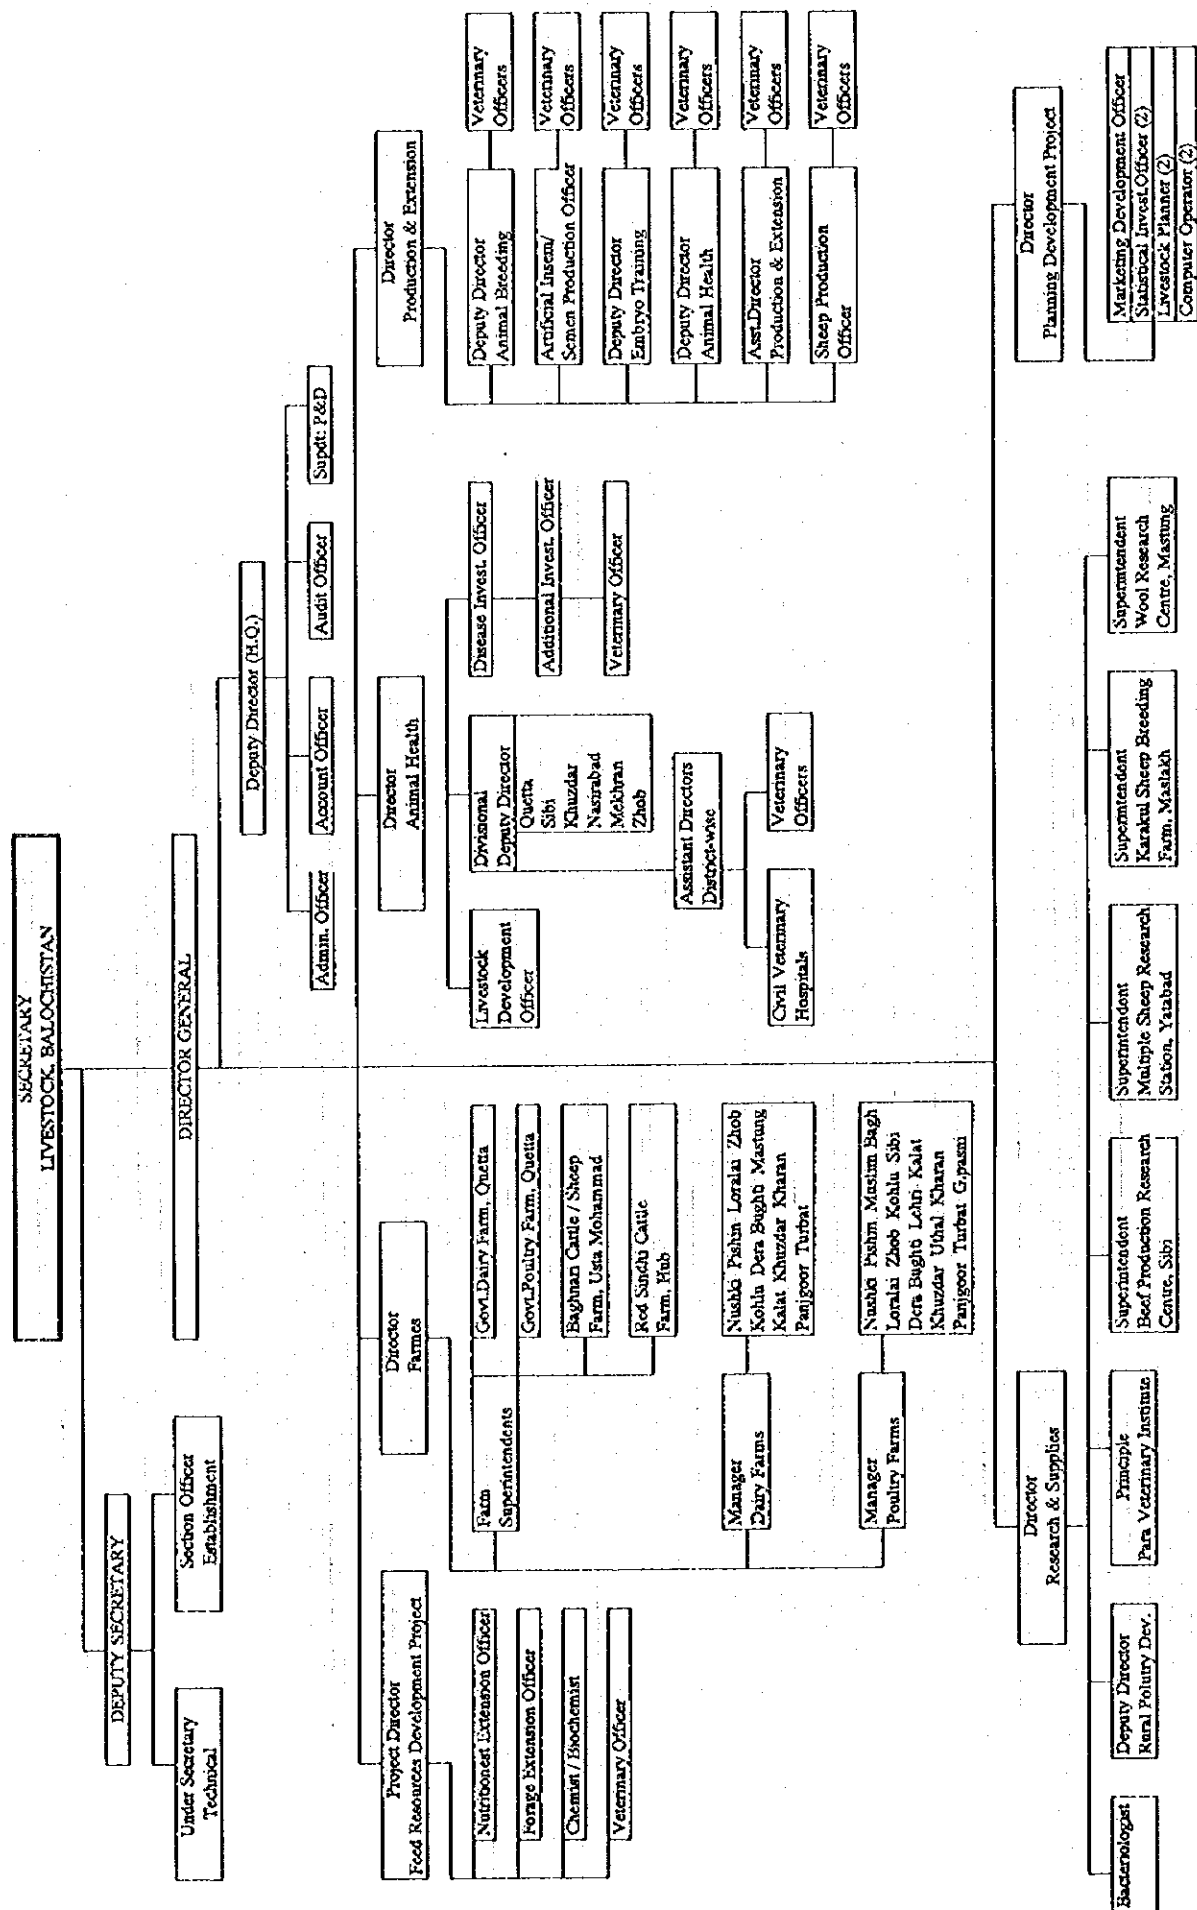 SECRETARY
LIVESTOCK, BALOCHISTAN
DEPUTY SECRETARY
Under Secretary
Technical
Section Officer
Establishment
DIRECTOR GENERAL
Deputy Director (H.Q.)
Admin. Officer
Account Officer
Audit Officer
Supdt: P&D
Project Director
Feed Resources Development Project
Nutritionest Extension Officer
Forage Extension Officer
Chemist / Biochemist
Veterinary Officer
Director
Farmes
Farm
Superintendents
Govt.Dairy Farm, Quetta
Govt.Poultry Farm, Quetta
Baghnari Cattle / Sheep
Farm, Usta Mohammad
Red Sindhi Cattle
Farm, Hub
Manager
Dairy Farms
Nushki Pishin Loralai Zhob
Kohlu Dera Bughti Mastung
Kalat Khuzdar Kharan
Panjgoor Turbat
Manager
Poultry Farms
Nushki Pishin Muslim Bagh
Loralai Zhob Kohlu Sibi
Dera Bughti Lehri Kalat
Khuzdar Uthal Kharan
Panjgoor Turbat G.pasni
Director
Animal Health
Livestock
Development
Officer
Divisional
Deputy Director
Quetta
Sibi
Khuzdar
Nasirabad
Mekhran
Zhob
Assistant Directors
District-wise
Civil Veterinary
Hospitals
Veterinary
Officers
Disease Invest. Officer
Additional Invest. Officer
Veterinary Officer
Director
Production & Extension
Deputy Director
Animal Breeding
Veterinary
Officers
Artificial Insem/
Semen Production Officer
Veterinary
Officers
Deputy Director
Embryo Training
Veterinary
Officers
Deputy Director
Animal Health
Veterinary
Officers
Asst.Director
Production & Extension
Veterinary
Officers
Sheep Production
Officer
Veterinary
Officers
Director
Research & Supplies
Bacteriologist
Deputy Director
Rural Polutry Dev.
Principle
Para Veterinary Institute
Superintendent
Beef Production Research
Centre, Sibi
Superintendent
Multiple Sheep Research
Station, Yatabad
Superintendent
Karakul Sheep Breeding
Farm, Maslakh
Superintendent
Wool Research
Centre, Mastung
Director
Planning Development Project
Marketing Development Officer
Statistical Invest.Officer (2)
Livestock Planner (2)
Computer Operator (2)